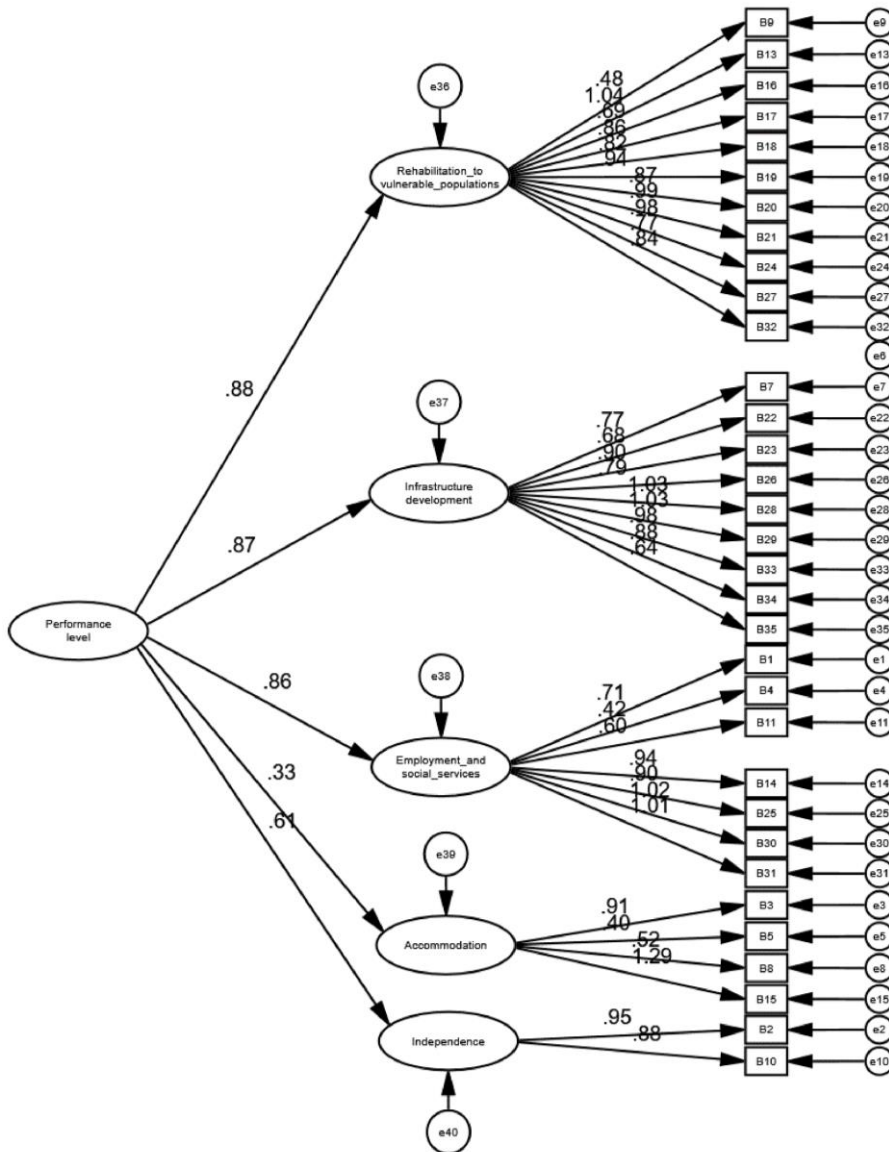 B9
e9
B13
e13
B16
e16
B17
e17
B18
e18
B19
e19
B20
e20
B21
e21
B24
e24
B27
e27
B32
e32
e6
e36
Rehabilitation_to
vulnerable_populations
.48
1.04
.69
.86
.82
.94
.87
.99
.98
.77
.84
.88
B7
e7
B22
e22
B23
e23
B26
e26
B28
e28
B29
e29
B33
e33
B34
e34
B35
e35
e37
Infrastructure
development
.77
.68
.90
.79
1.03
1.03
.98
.88
.64
.87
Performance
level
B1
e1
B4
e4
B11
e11
B14
e14
B25
e25
B30
e30
B31
e31
e38
Employment_and
social_services
.71
.42
.60
.94
.90
1.02
1.01
.86
.33
.61
B3
e3
B5
e5
B8
e8
B15
e15
e39
Accommodation
.91
.40
.52
1.29
B2
e2
B10
e10
Independence
.95
.88
e40